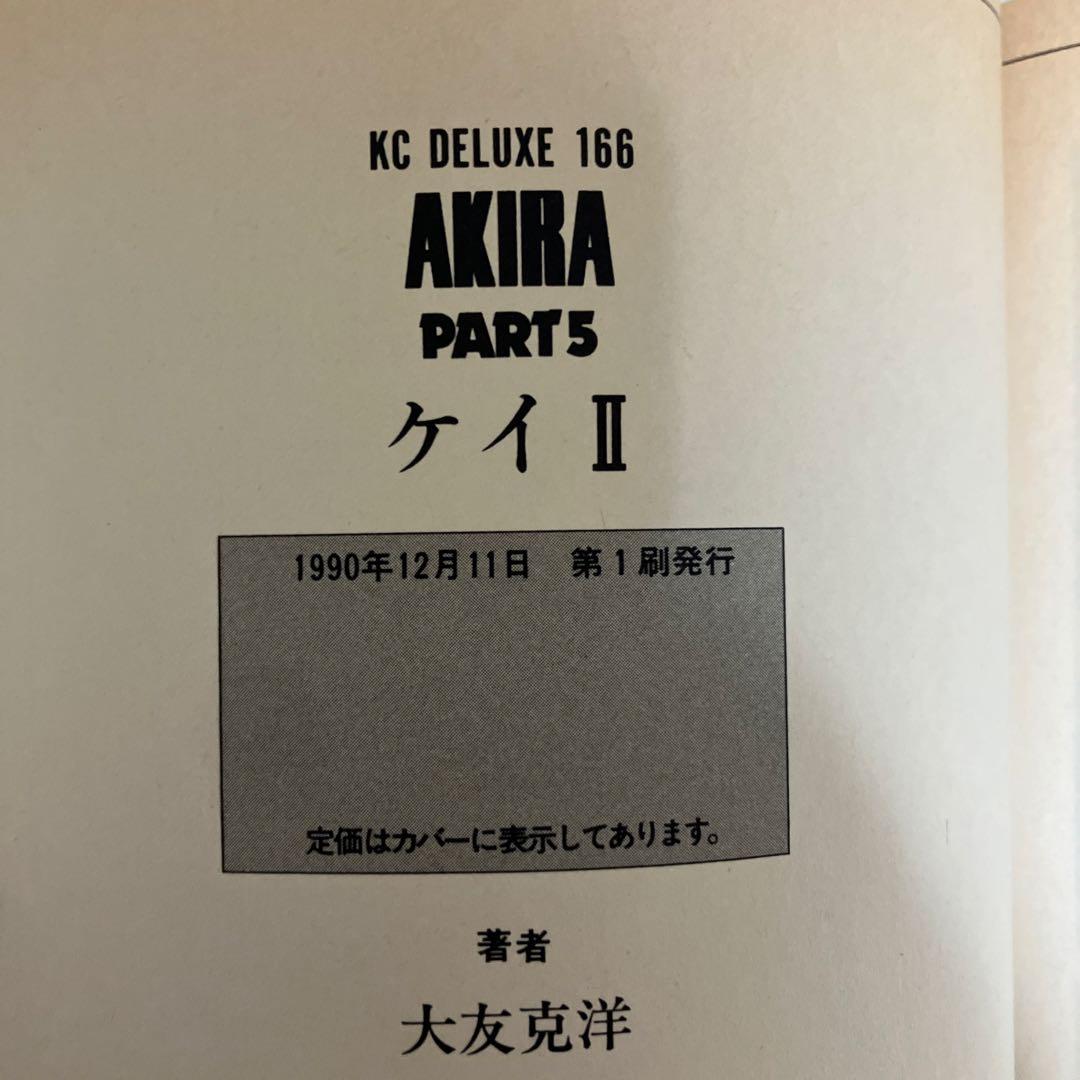 KC DELUXE 166
AKIRA
PART5
ケイⅡ
1990年12月11日　第1刷発行
定価はカバーに表示してあります。
著者
大友克洋